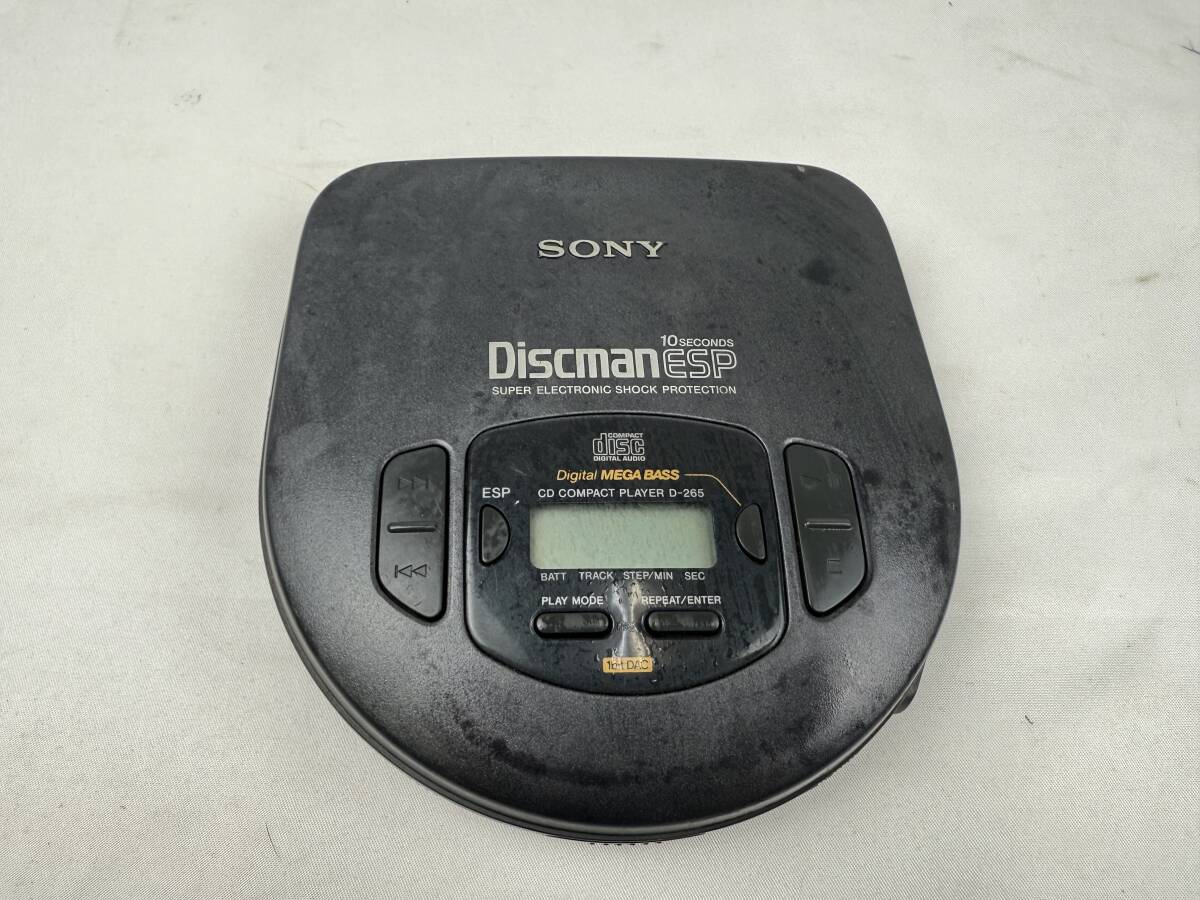 SONY
10 SECONDS
Discman ESP
SUPER ELECTRONIC SHOCK PROTECTION
COMPACT
disc
DIGITAL AUDIO
Digital MEGA BASS
ESP
CD COMPACT PLAYER D-265
BATT TRACK STEP/MIN SEC
PLAY MODE REPEAT/ENTER
1bit DAC